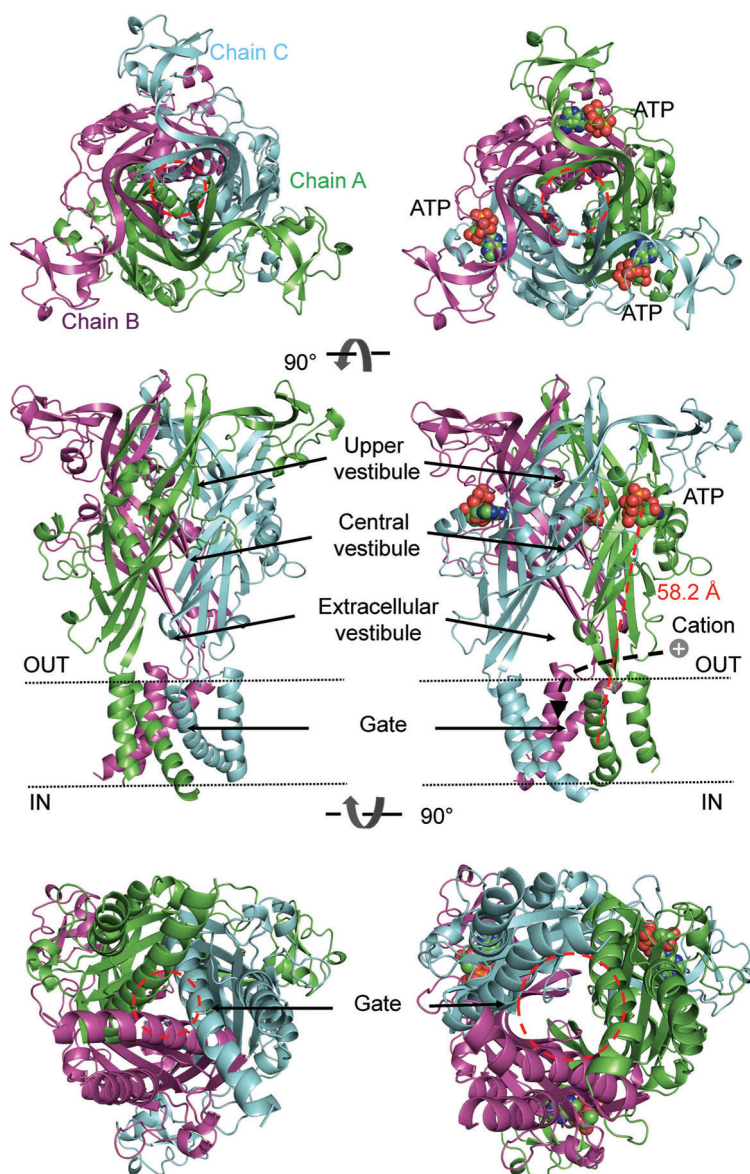 Chain C
Chain A
Chain B
ATP
ATP
ATP
90°
Upper
vestibule
Central
vestibule
Extracellular
vestibule
ATP
58.2 Å
Cation
+
OUT
OUT
Gate
IN
IN
90°
Gate